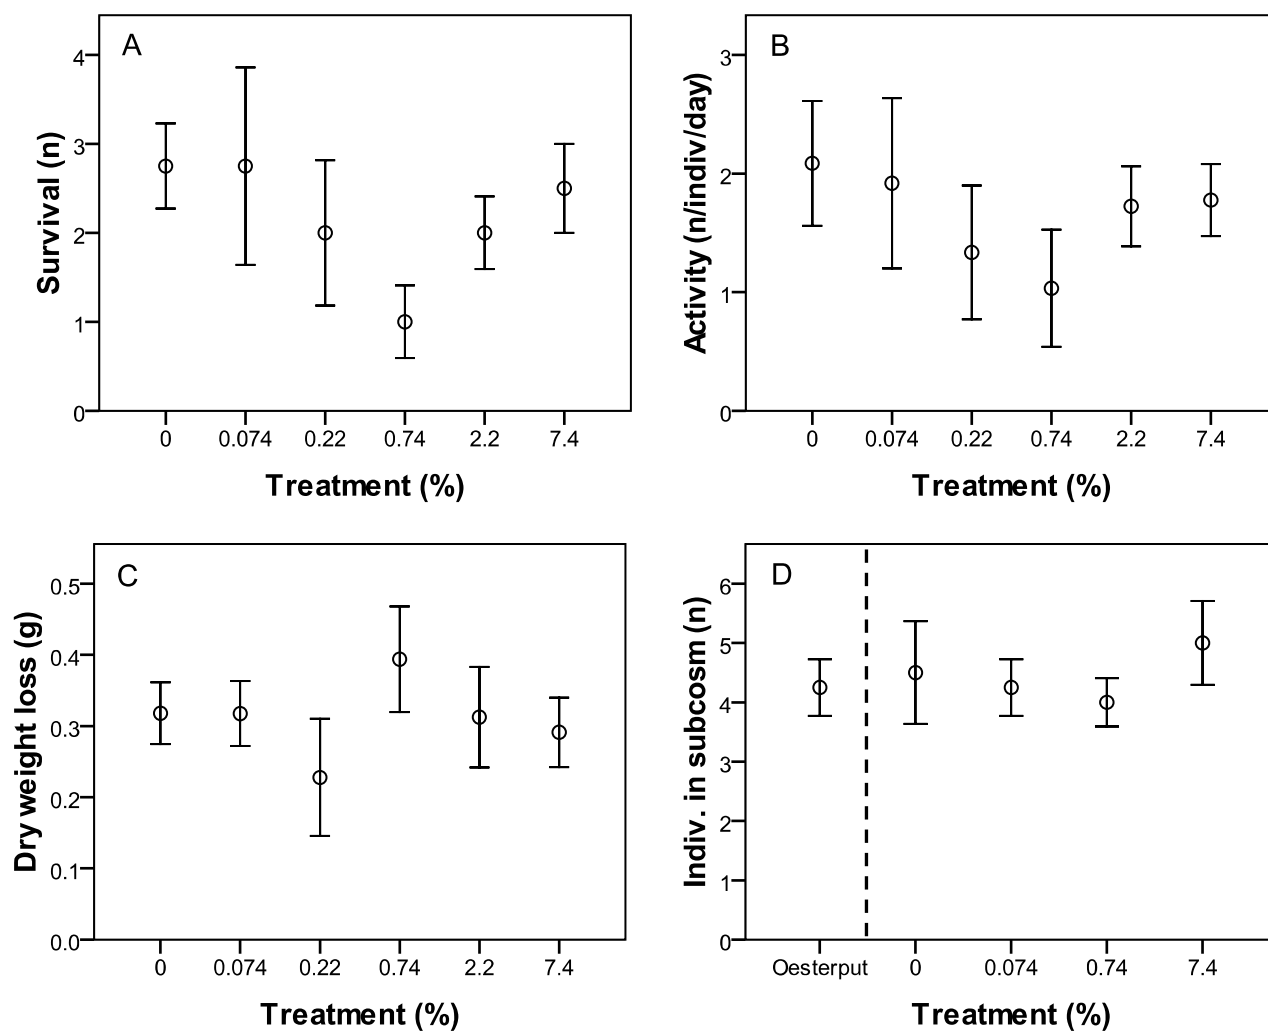 A
Survival (n)
4
3
2
1
0
0 0.074 0.22 0.74 2.2 7.4
Treatment (%)
B
Activity (n/indiv/day)
3
2
1
0
0 0.074 0.22 0.74 2.2 7.4
Treatment (%)
C
Dry weight loss (g)
0.5
0.4
0.3
0.2
0.1
0.0
0 0.074 0.22 0.74 2.2 7.4
Treatment (%)
D
Indiv. in subcosm (n)
6
5
4
3
2
1
0
Oesterput 0 0.074 0.74 7.4
Treatment (%)